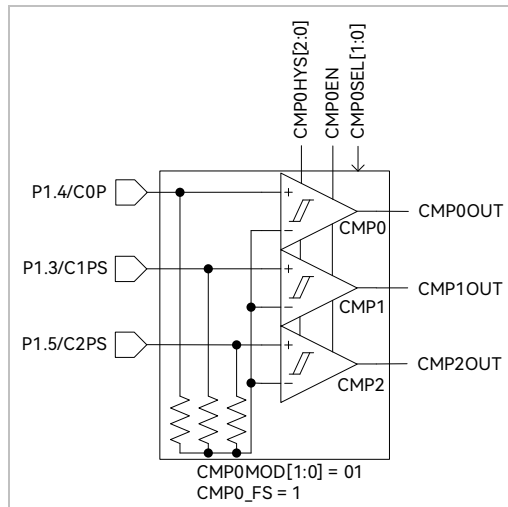 CMP0HYS[2:0]
CMP0EN
CMP0SEL[1:0]
P1.4/C0P
+
-
CMP0
CMP0OUT
P1.3/C1PS
+
-
CMP1
CMP1OUT
P1.5/C2PS
+
-
CMP2
CMP2OUT
CMP0MOD[1:0] = 01
CMP0_FS = 1